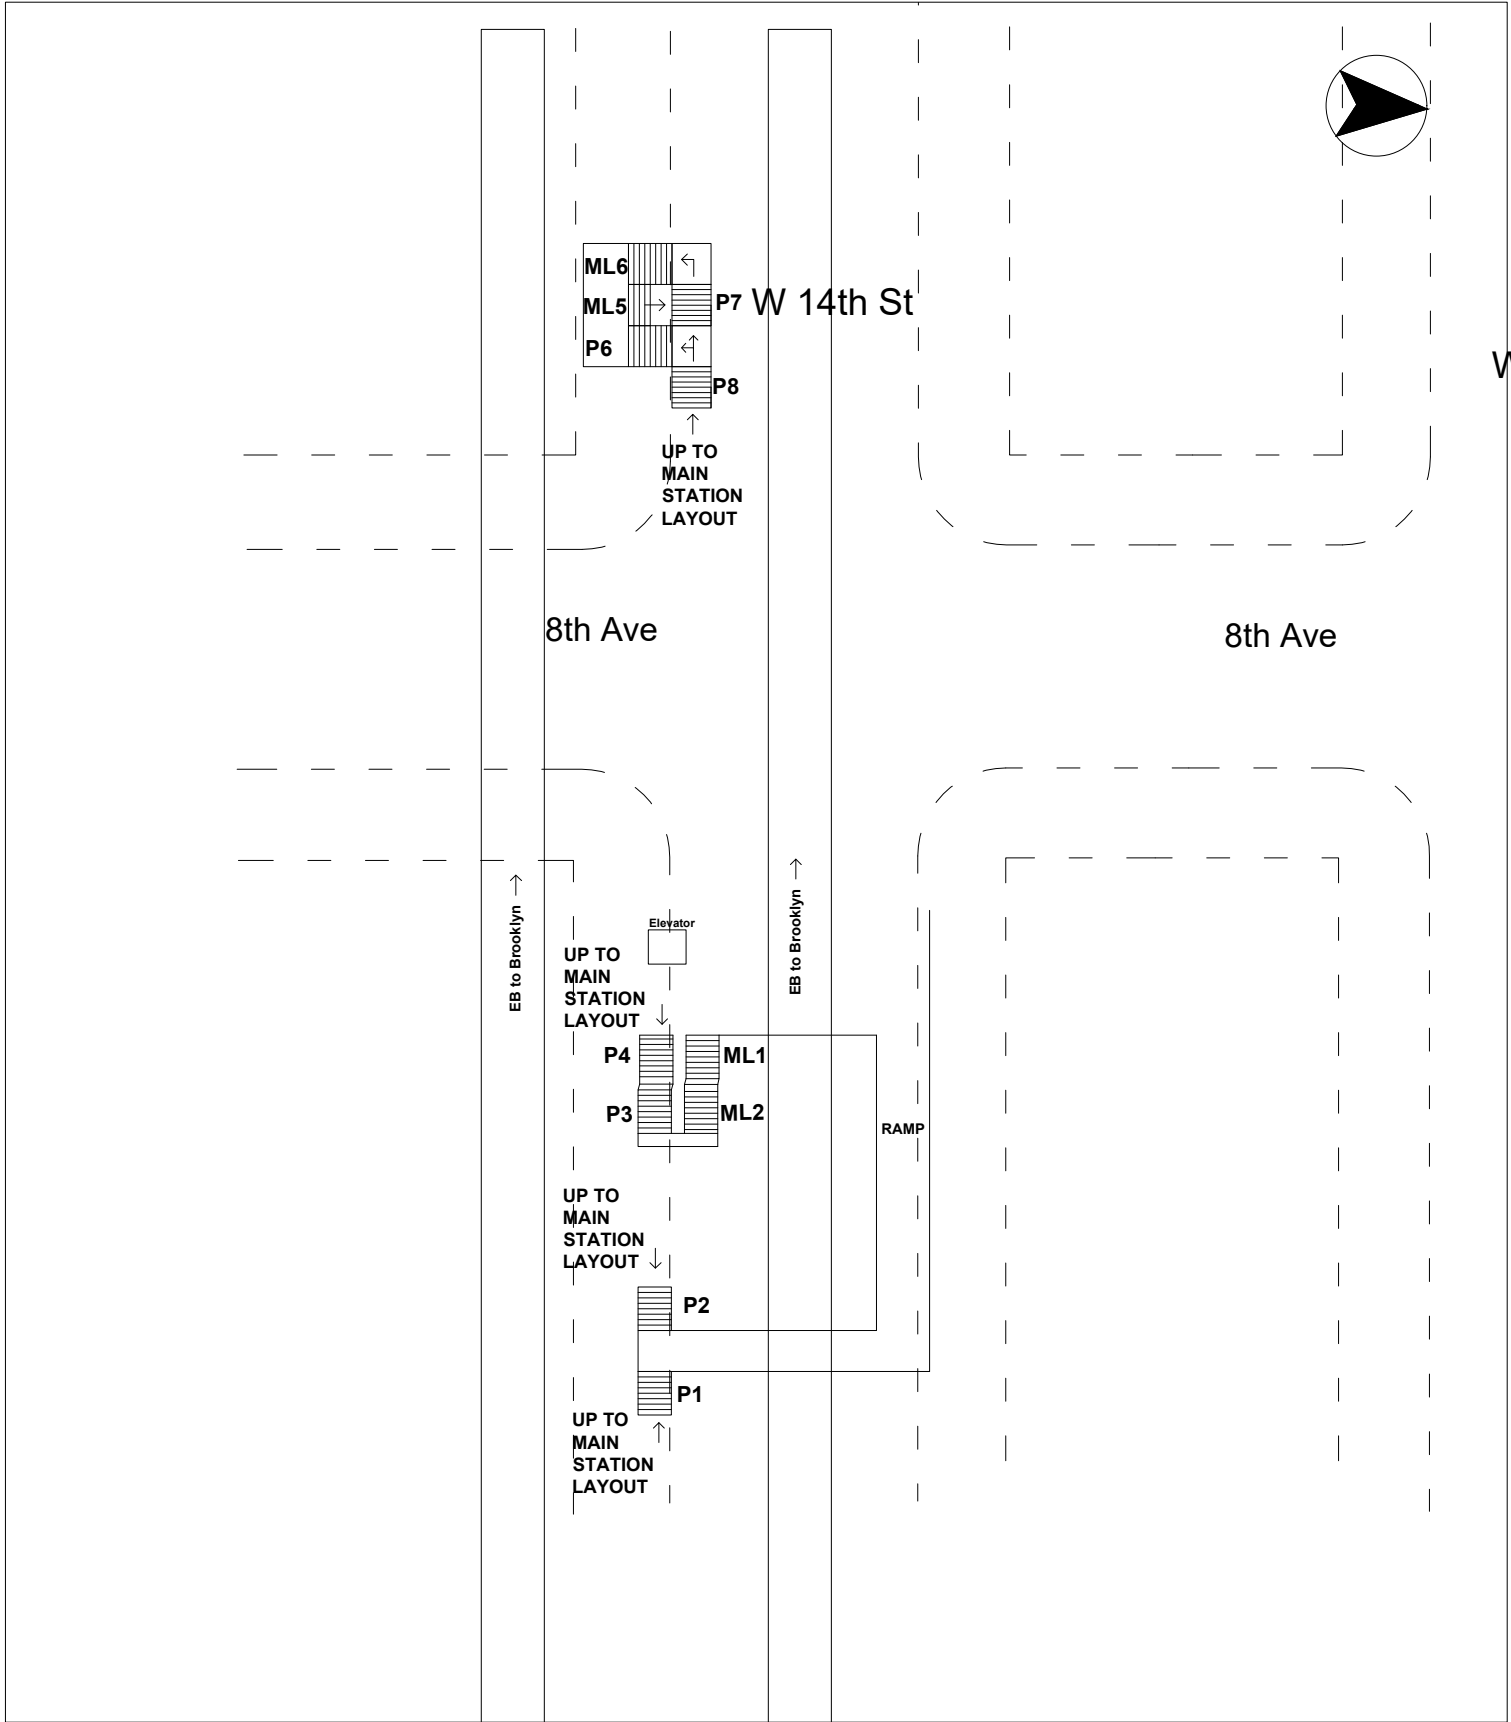 ML6
ML5
P7
W 14th St
P6
P8
UP TO
MAIN
STATION
LAYOUT
8th Ave
8th Ave
EB to Brooklyn
EB to Brooklyn
Elevator
UP TO
MAIN
STATION
LAYOUT
P4
ML1
P3
ML2
RAMP
UP TO
MAIN
STATION
LAYOUT
P2
P1
UP TO
MAIN
STATION
LAYOUT